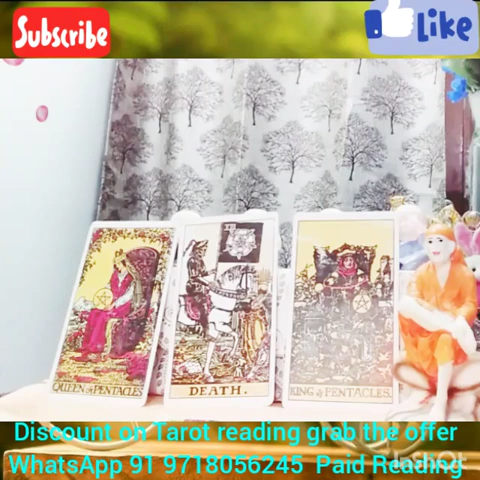 Subscribe
Like
XIII
QUEEN of PENTACLES
DEATH.
KING of PENTACLES.
Discount on Tarot reading grab the offer
WhatsApp 91 9718056245 Paid Reading